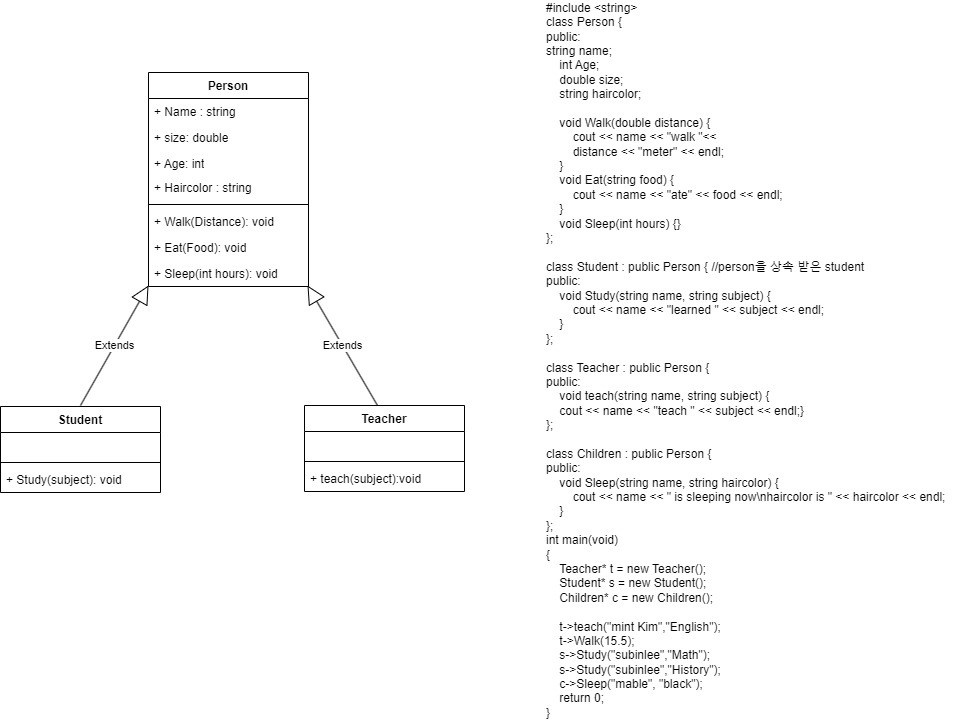 Person
+ Name : string
+ size: double
+ Age: int
+ Haircolor : string
+ Walk(Distance): void
+ Eat(Food): void
+ Sleep(int hours): void
Extends
Extends
Student
+ Study(subject): void
Teacher
+ teach(subject):void
#include <string>
class Person {
public:
string name;
int Age;
double size;
string haircolor;
void Walk(double distance) {
cout << name << "walk "<<
distance << "meter" << endl;
}
void Eat(string food) {
cout << name << "ate" << food << endl;
}
void Sleep(int hours) {}
};
class Student : public Person { //person을 상속 받은 student
public:
void Study(string name, string subject) {
cout << name << "learned " << subject << endl;
}
};
class Teacher : public Person {
public:
void teach(string name, string subject) {
cout << name << "teach " << subject << endl;}
};
class Children : public Person {
public:
void Sleep(string name, string haircolor) {
cout << name << " is sleeping now\nhaircolor is " << haircolor << endl;
}
};
int main(void)
{
Teacher* t = new Teacher();
Student* s = new Student();
Children* c = new Children();
t->teach("mint Kim","English");
t->Walk(15.5);
s->Study("subinlee","Math");
s->Study("subinlee","History");
c->Sleep("mable", "black");
return 0;
}